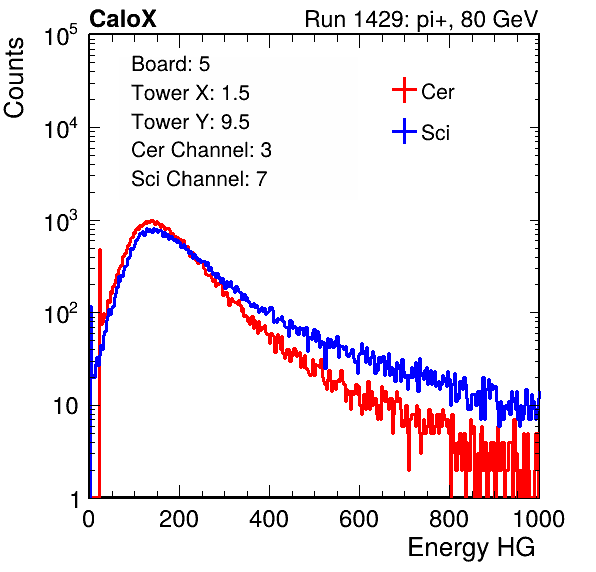 CaloX Run 1429: pi+, 80 GeV
Counts
Board: 5
Tower X: 1.5
Tower Y: 9.5
Cer Channel: 3
Sci Channel: 7
Cer
Sci
10^5
10^4
10^3
10^2
10
1
0 200 400 600 800 1000
Energy HG